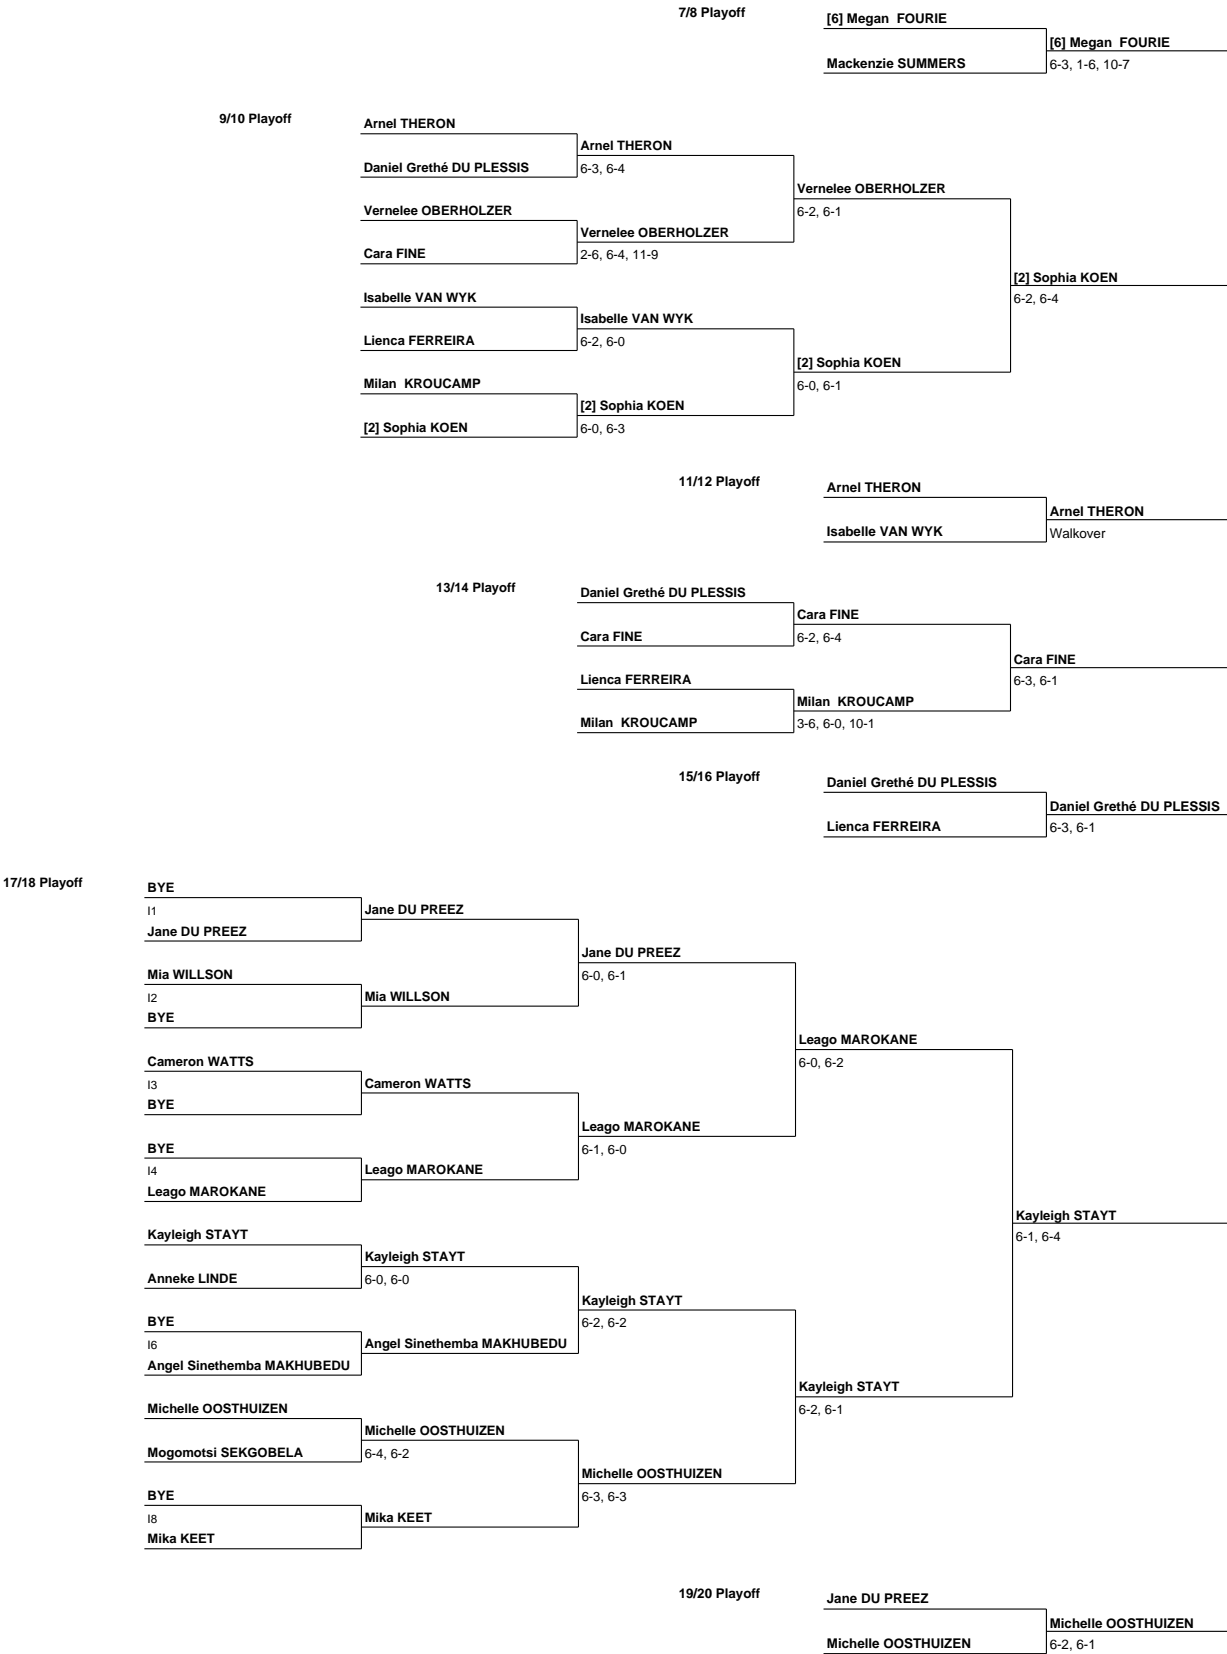 7/8 Playoff
[6] Megan FOURIE
[6] Megan FOURIE
Mackenzie SUMMERS
6-3, 1-6, 10-7
9/10 Playoff
Arnel THERON
Arnel THERON
Daniel Grethé DU PLESSIS
6-3, 6-4
Vernelee OBERHOLZER
Vernelee OBERHOLZER
6-2, 6-1
Vernelee OBERHOLZER
Cara FINE
2-6, 6-4, 11-9
[2] Sophia KOEN
Isabelle VAN WYK
6-2, 6-4
Isabelle VAN WYK
Lienca FERREIRA
6-2, 6-0
[2] Sophia KOEN
Milan KROUCAMP
6-0, 6-1
[2] Sophia KOEN
[2] Sophia KOEN
6-0, 6-3
11/12 Playoff
Arnel THERON
Arnel THERON
Isabelle VAN WYK
Walkover
13/14 Playoff
Daniel Grethé DU PLESSIS
Cara FINE
Cara FINE
6-2, 6-4
Cara FINE
Lienca FERREIRA
6-3, 6-1
Milan KROUCAMP
Milan KROUCAMP
3-6, 6-0, 10-1
15/16 Playoff
Daniel Grethé DU PLESSIS
Daniel Grethé DU PLESSIS
Lienca FERREIRA
6-3, 6-1
17/18 Playoff
BYE
I1
Jane DU PREEZ
Jane DU PREEZ
Jane DU PREEZ
Mia WILLSON
6-0, 6-1
I2
Mia WILLSON
BYE
Leago MAROKANE
Cameron WATTS
6-0, 6-2
I3
Cameron WATTS
BYE
Leago MAROKANE
BYE
6-1, 6-0
I4
Leago MAROKANE
Leago MAROKANE
Kayleigh STAYT
Kayleigh STAYT
6-1, 6-4
Kayleigh STAYT
Anneke LINDE
6-0, 6-0
Kayleigh STAYT
BYE
6-2, 6-2
I6
Angel Sinethemba MAKHUBEDU
Angel Sinethemba MAKHUBEDU
Kayleigh STAYT
Michelle OOSTHUIZEN
6-2, 6-1
Michelle OOSTHUIZEN
Mogomotsi SEKGOBELA
6-4, 6-2
Michelle OOSTHUIZEN
BYE
6-3, 6-3
I8
Mika KEET
Mika KEET
19/20 Playoff
Jane DU PREEZ
Michelle OOSTHUIZEN
Michelle OOSTHUIZEN
6-2, 6-1